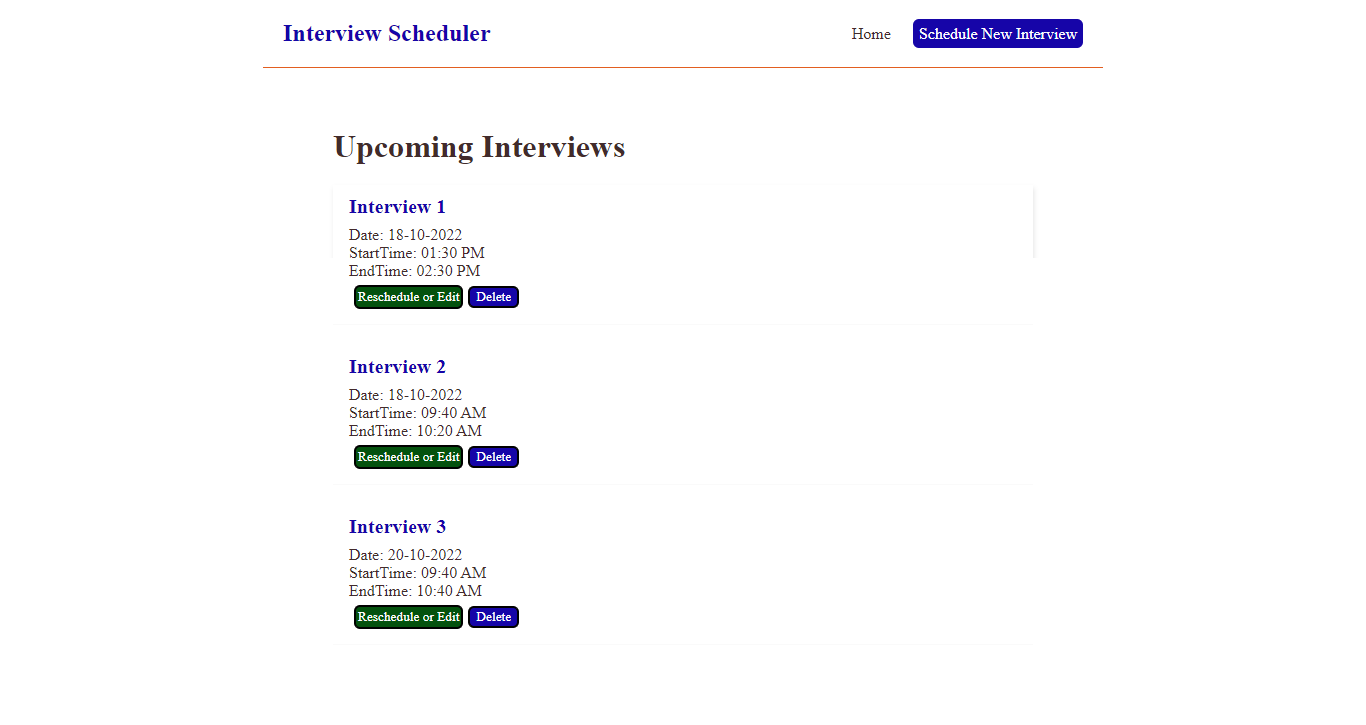 Interview Scheduler
Home
Schedule New Interview
Upcoming Interviews
Interview 1
Date: 18-10-2022
StartTime: 01:30 PM
EndTime: 02:30 PM
Reschedule or Edit Delete
Interview 2
Date: 18-10-2022
StartTime: 09:40 AM
EndTime: 10:20 AM
Reschedule or Edit Delete
Interview 3
Date: 20-10-2022
StartTime: 09:40 AM
EndTime: 10:40 AM
Reschedule or Edit Delete